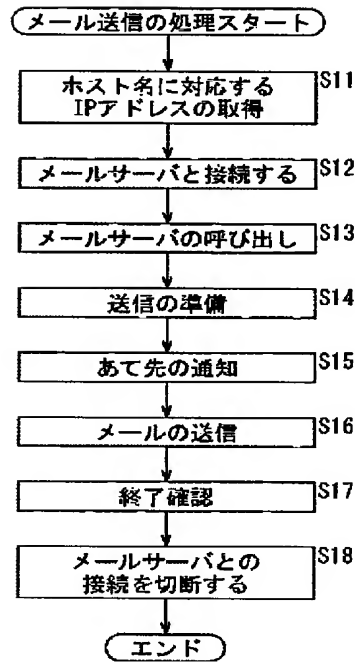 メール送信の処理スタート
ホスト名に対応する S11
IPアドレスの取得
メールサーバと接続する S12
メールサーバの呼び出し S13
送信の準備 S14
あて先の通知 S15
メールの送信 S16
終了確認 S17
メールサーバとの S18
接続を切断する
エンド